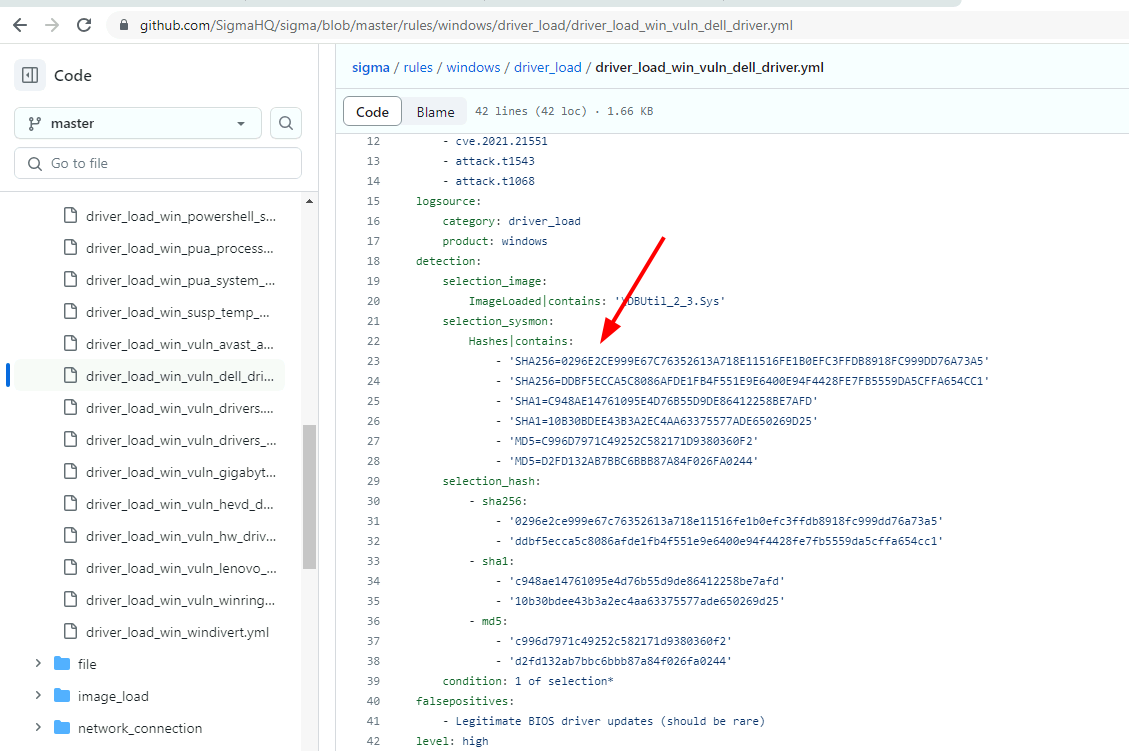 github.com/SigmaHQ/sigma/blob/master/rules/windows/driver_load/driver_load_win_vuln_dell_driver.yml
Code
master
Go to file
driver_load_win_powershell_s...
driver_load_win_pua_process...
driver_load_win_pua_system_...
driver_load_win_susp_temp_...
driver_load_win_vuln_avast_a...
driver_load_win_vuln_dell_dri...
driver_load_win_vuln_drivers....
driver_load_win_vuln_drivers_...
driver_load_win_vuln_gigabyt...
driver_load_win_vuln_hevd_d...
driver_load_win_vuln_hw_driv...
driver_load_win_vuln_lenovo_...
driver_load_win_vuln_winring...
driver_load_win_windivert.yml
file
image_load
network_connection
sigma / rules / windows / driver_load / driver_load_win_vuln_dell_driver.yml
Code Blame 42 lines (42 loc) · 1.66 KB
12 - cve.2021.21551
13 - attack.t1543
14 - attack.t1068
15 logsource:
16 category: driver_load
17 product: windows
18 detection:
19 selection_image:
20 ImageLoaded|contains: '\DBUtil_2_3.Sys'
21 selection_sysmon:
22 Hashes|contains:
23 - 'SHA256=0296E2CE999E67C76352613A718E11516FE1B0EFC3FFDB8918FC999DD76A73A5'
24 - 'SHA256=DDBF5ECCA5C8086AFDE1FB4F551E9E6400E94F4428FE7FB5559DA5CFFA654CC1'
25 - 'SHA1=C948AE14761095E4D76B55D9DE86412258BE7AFD'
26 - 'SHA1=10B30BDEE43B3A2EC4AA63375577ADE650269D25'
27 - 'MD5=C996D7971C49252C582171D9380360F2'
28 - 'MD5=D2FD132AB7BBC6BBB87A84F026FA0244'
29 selection_hash:
30 - sha256:
31 - '0296e2ce999e67c76352613a718e11516fe1b0efc3ffdb8918fc999dd76a73a5'
32 - 'ddbf5ecca5c8086afde1fb4f551e9e6400e94f4428fe7fb5559da5cffa654cc1'
33 - sha1:
34 - 'c948ae14761095e4d76b55d9de86412258be7afd'
35 - '10b30bdee43b3a2ec4aa63375577ade650269d25'
36 - md5:
37 - 'c996d7971c49252c582171d9380360f2'
38 - 'd2fd132ab7bbc6bbb87a84f026fa0244'
39 condition: 1 of selection*
40 falsepositives:
41 - Legitimate BIOS driver updates (should be rare)
42 level: high